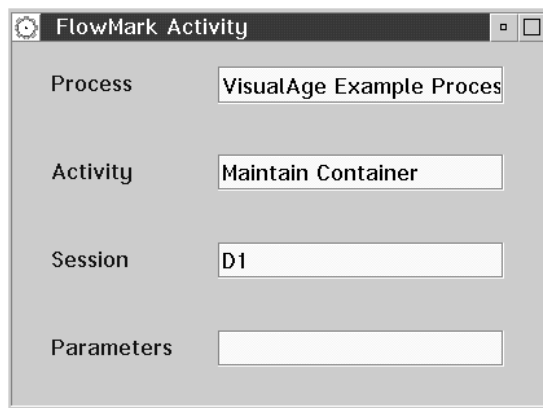 FlowMark Activity
Process VisualAge Example Proces
Activity Maintain Container
Session D1
Parameters